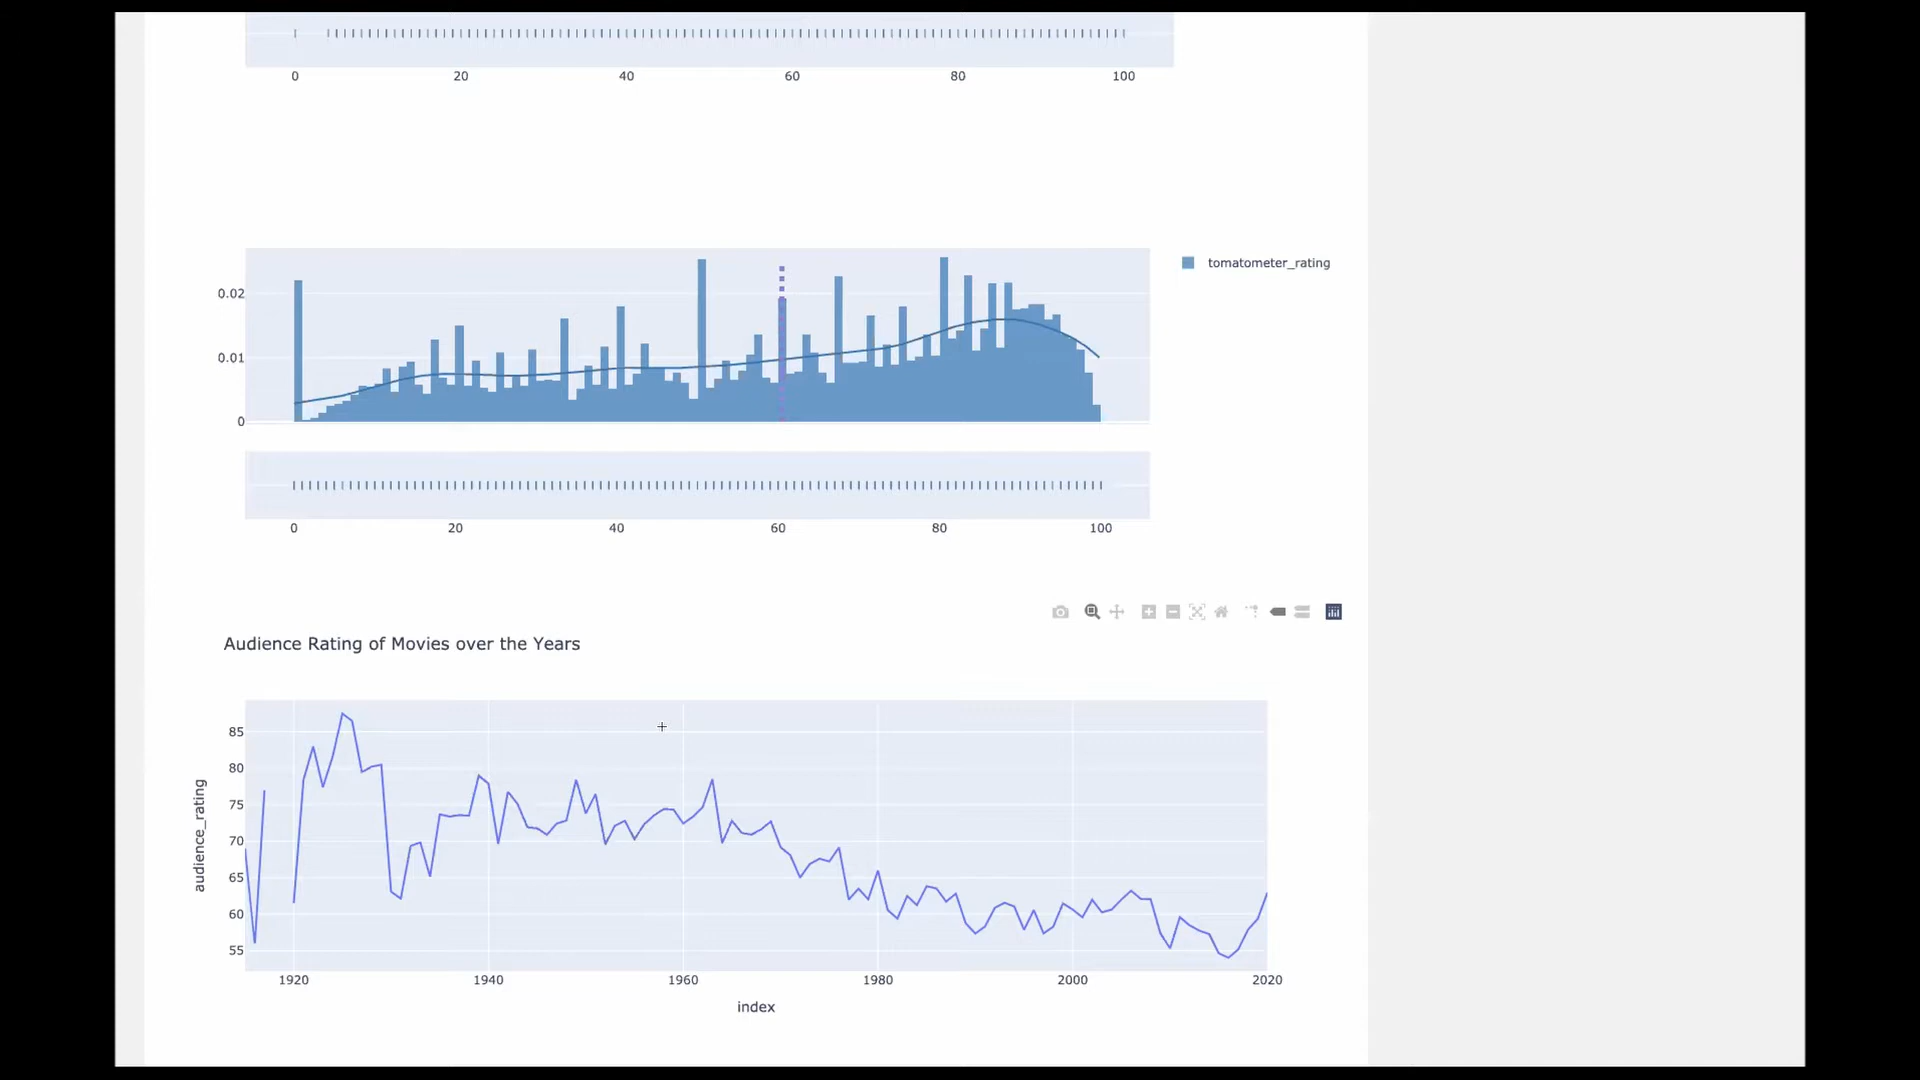 0 20 40 60 80 100
tomatometer_rating
0.02
0.01
0
0 20 40 60 80 100
Audience Rating of Movies over the Years
85
80
75
70
65
60
55
audience_rating
1920 1940 1960 1980 2000 2020
index